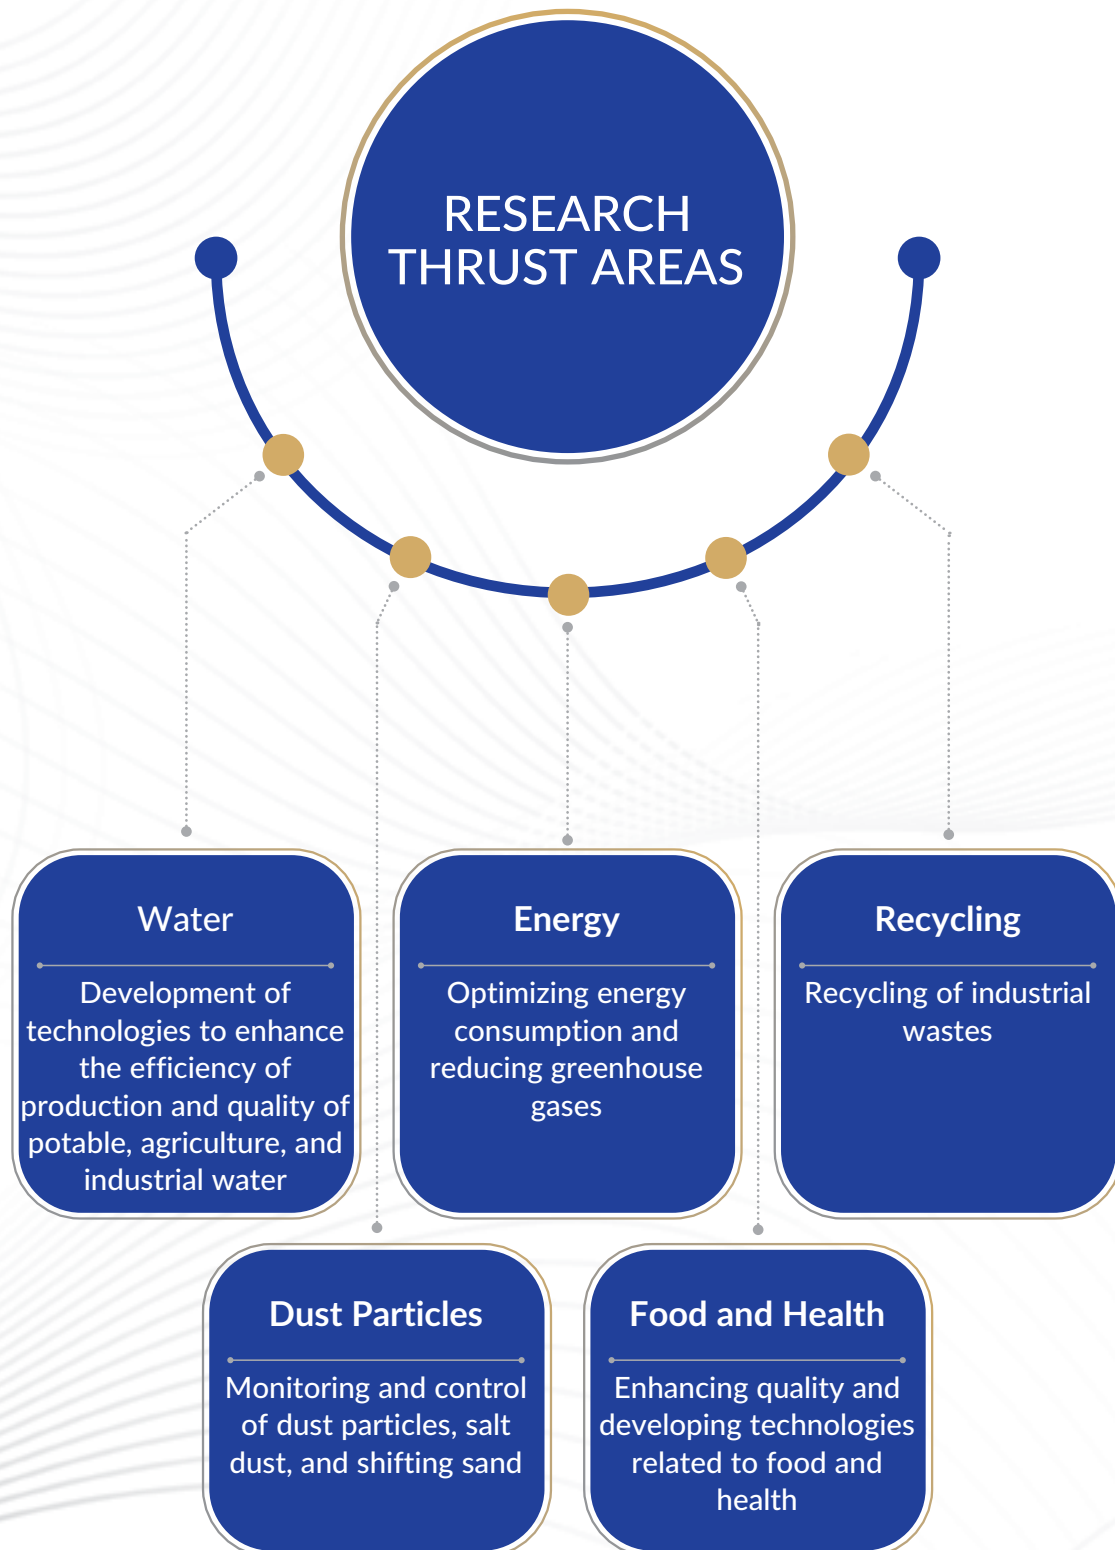 RESEARCH
THRUST AREAS
Water
Development of
technologies to enhance
the efficiency of
production and quality of
potable, agriculture, and
industrial water
Energy
Optimizing energy
consumption and
reducing greenhouse
gases
Recycling
Recycling of industrial
wastes
Dust Particles
Monitoring and control
of dust particles, salt
dust, and shifting sand
Food and Health
Enhancing quality and
developing technologies
related to food and
health